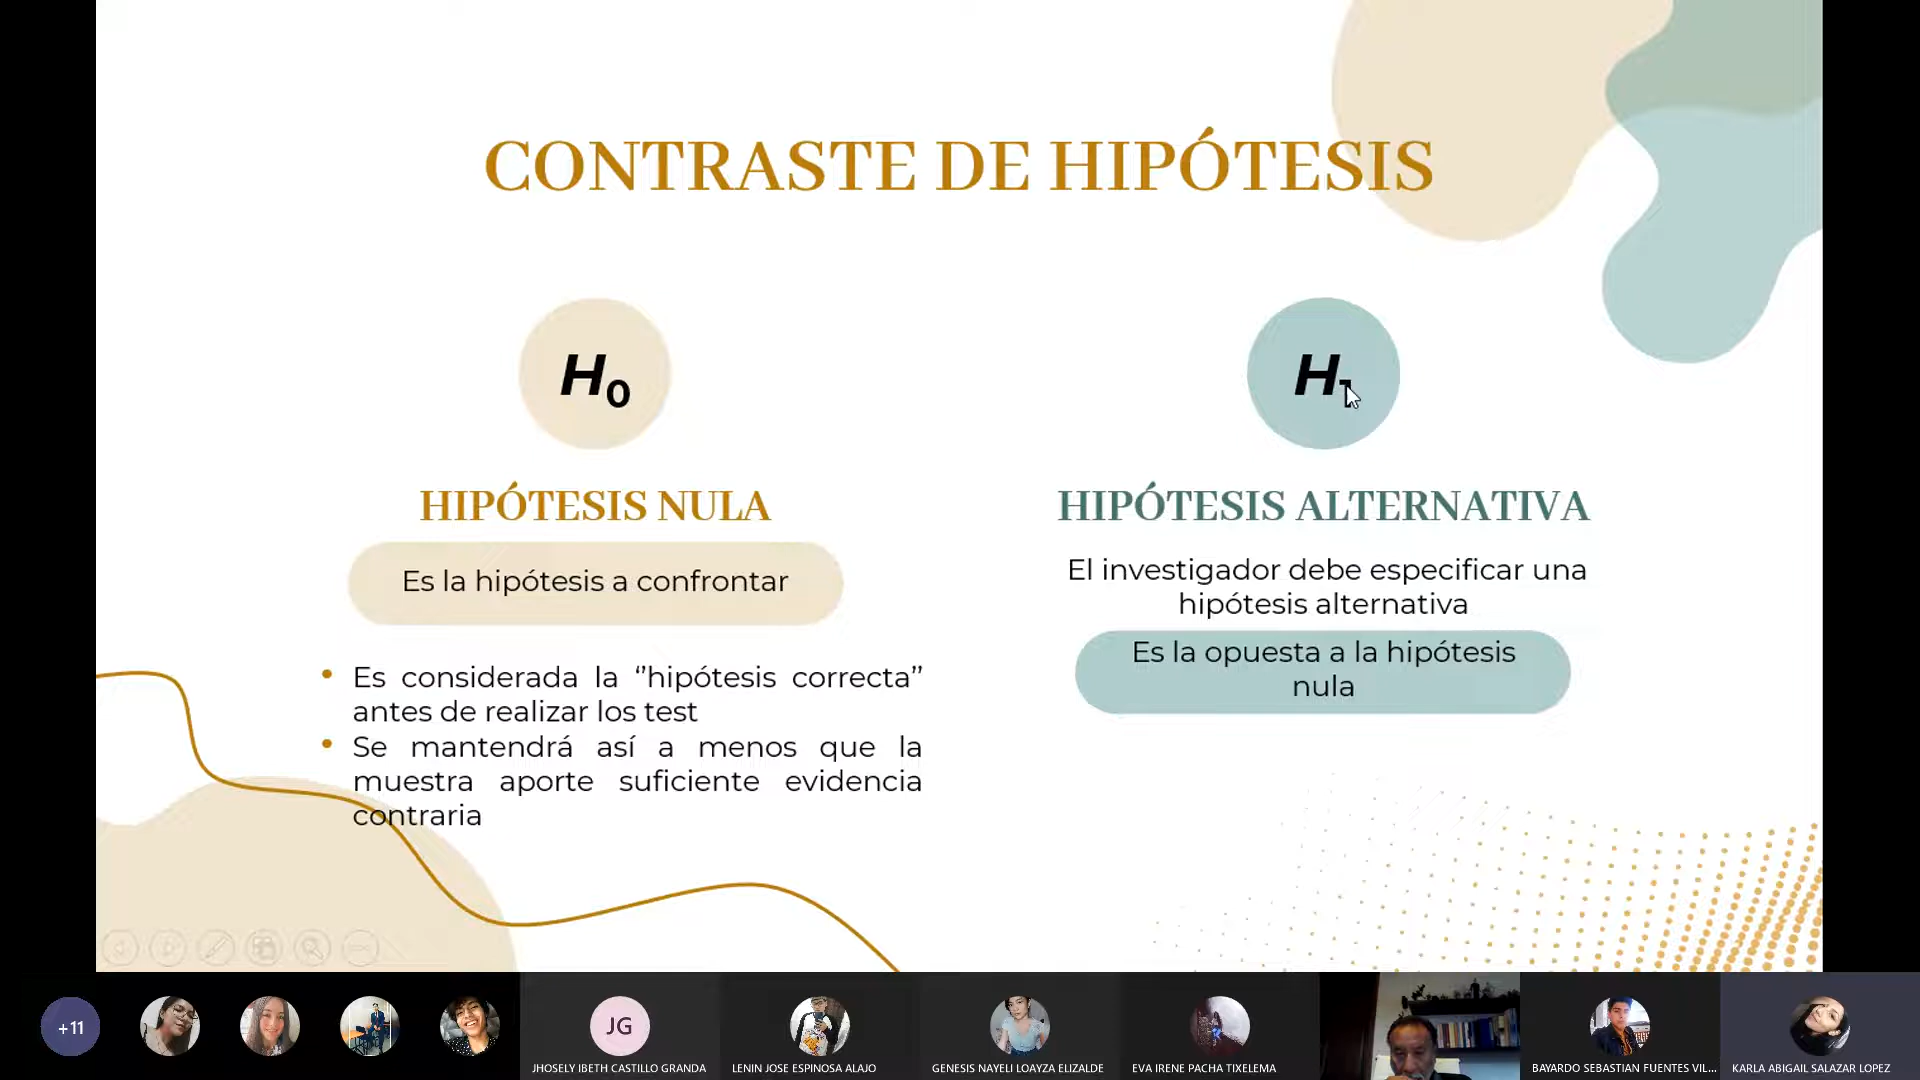 CONTRASTE DE HIPÓTESIS
H₀
H₁
HIPÓTESIS NULA
HIPÓTESIS ALTERNATIVA
Es la hipótesis a confrontar
El investigador debe especificar una
hipótesis alternativa
Es la opuesta a la hipótesis
nula
• Es considerada la “hipótesis correcta”
antes de realizar los test
• Se mantendrá así a menos que la
muestra aporte suficiente evidencia
contraria
+11
JG
JHOSELY IBETH CASTILLO GRANDA
LENIN JOSE ESPINOSA ALAJO
GENESIS NAYELI LOAYZA ELIZALDE
EVA IRENE PACHA TIXELEMA
BAYARDO SEBASTIAN FUENTES VIL...
KARLA ABIGAIL SALAZAR LOPEZ